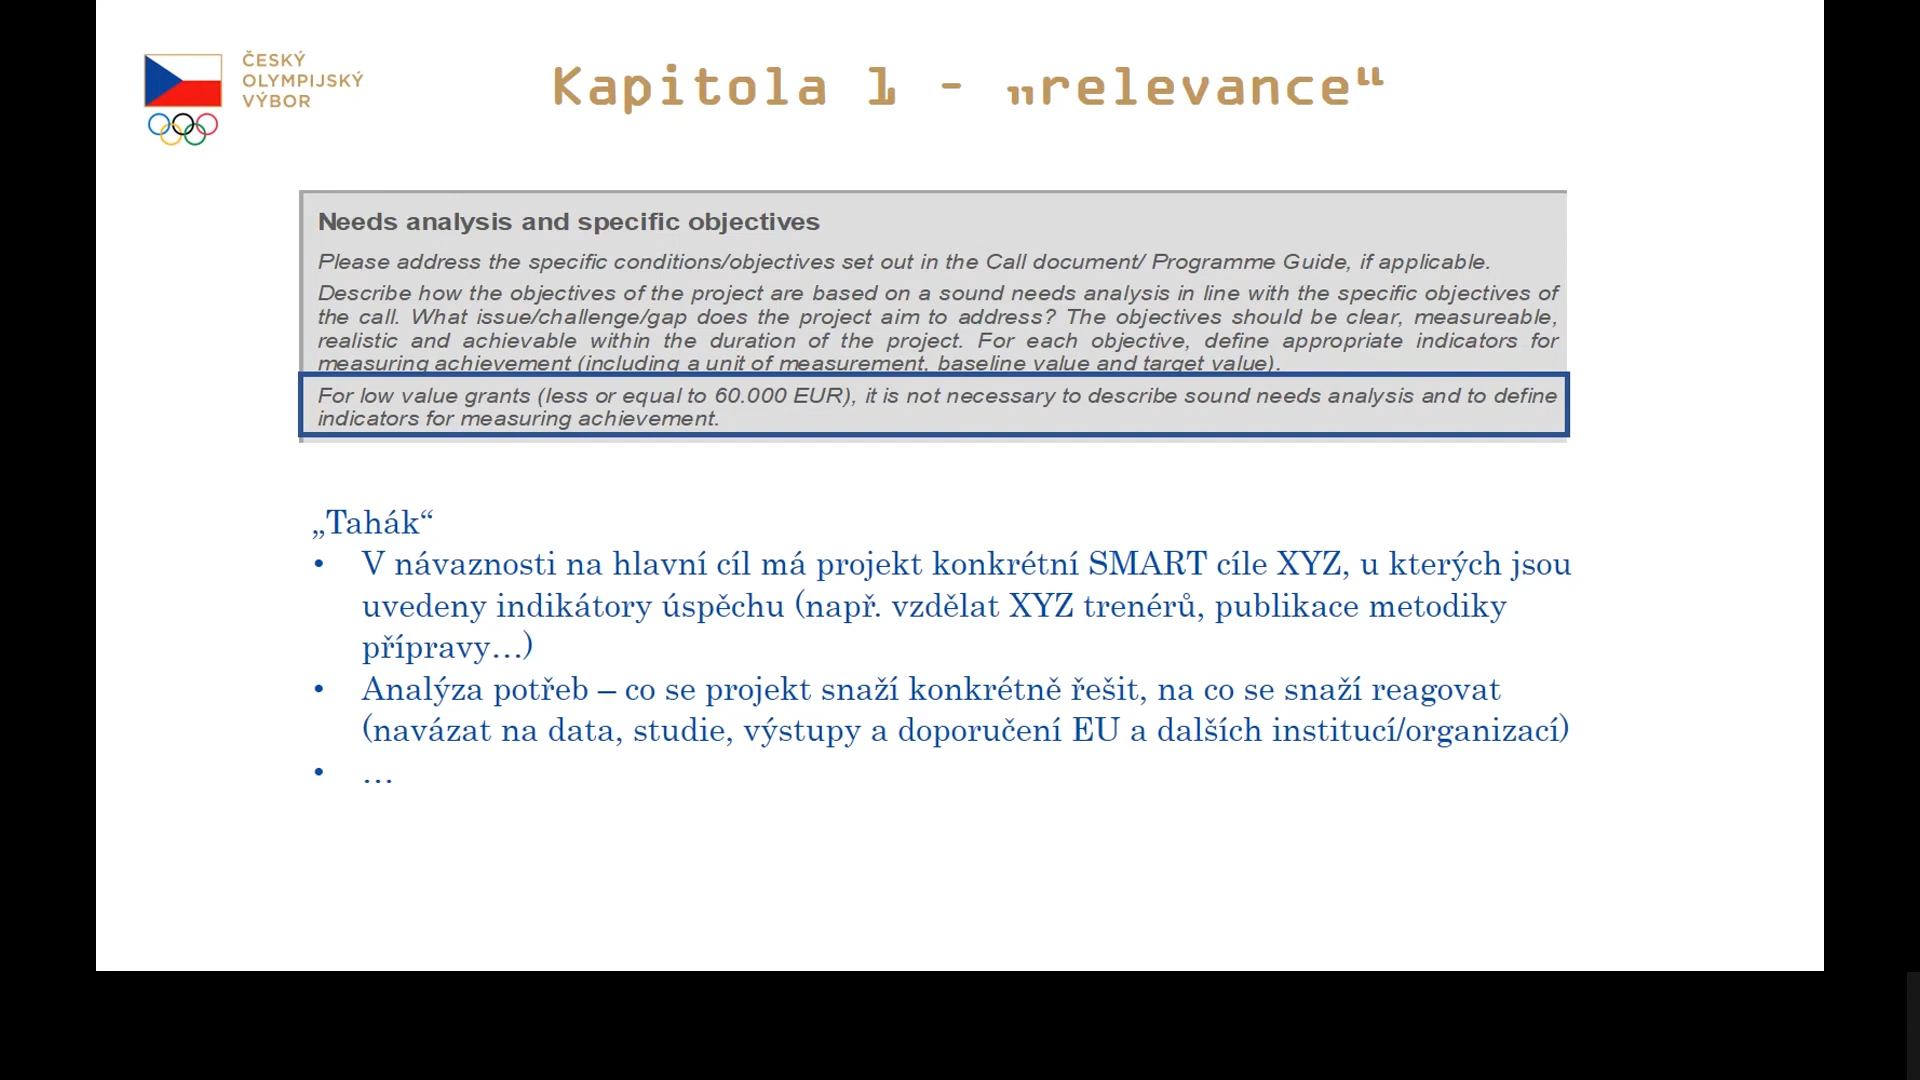 ČESKÝ
OLYMPIJSKÝ
VÝBOR
Kapitola 1 - „relevance“
Needs analysis and specific objectives
Please address the specific conditions/objectives set out in the Call document/ Programme Guide, if applicable.
Describe how the objectives of the project are based on a sound needs analysis in line with the specific objectives of
the call. What issue/challenge/gap does the project aim to address? The objectives should be clear, measureable,
realistic and achievable within the duration of the project. For each objective, define appropriate indicators for
measuring achievement (including a unit of measurement, baseline value and target value).
For low value grants (less or equal to 60.000 EUR), it is not necessary to describe sound needs analysis and to define
indicators for measuring achievement.
„Tahák“
• V návaznosti na hlavní cíl má projekt konkrétní SMART cíle XYZ, u kterých jsou
uvedeny indikátory úspěchu (např. vzdělat XYZ trenérů, publikace metodiky
přípravy…)
• Analýza potřeb – co se projekt snaží konkrétně řešit, na co se snaží reagovat
(navázat na data, studie, výstupy a doporučení EU a dalších institucí/organizací)
• …